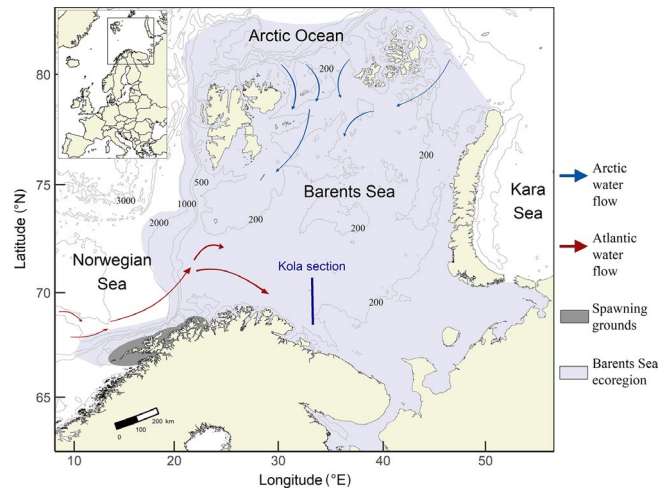 Arctic Ocean
80
200
500
1000
2000
3000
75
200
Barents Sea
200
200
Kara
Sea
Norwegian
Sea
Kola section
200
70
65
Latitude (°N)
0
100
200 km
10
20
30
40
50
Longitude (°E)
Arctic
water
flow
Atlantic
water
flow
Spawning
grounds
Barents Sea
ecoregion